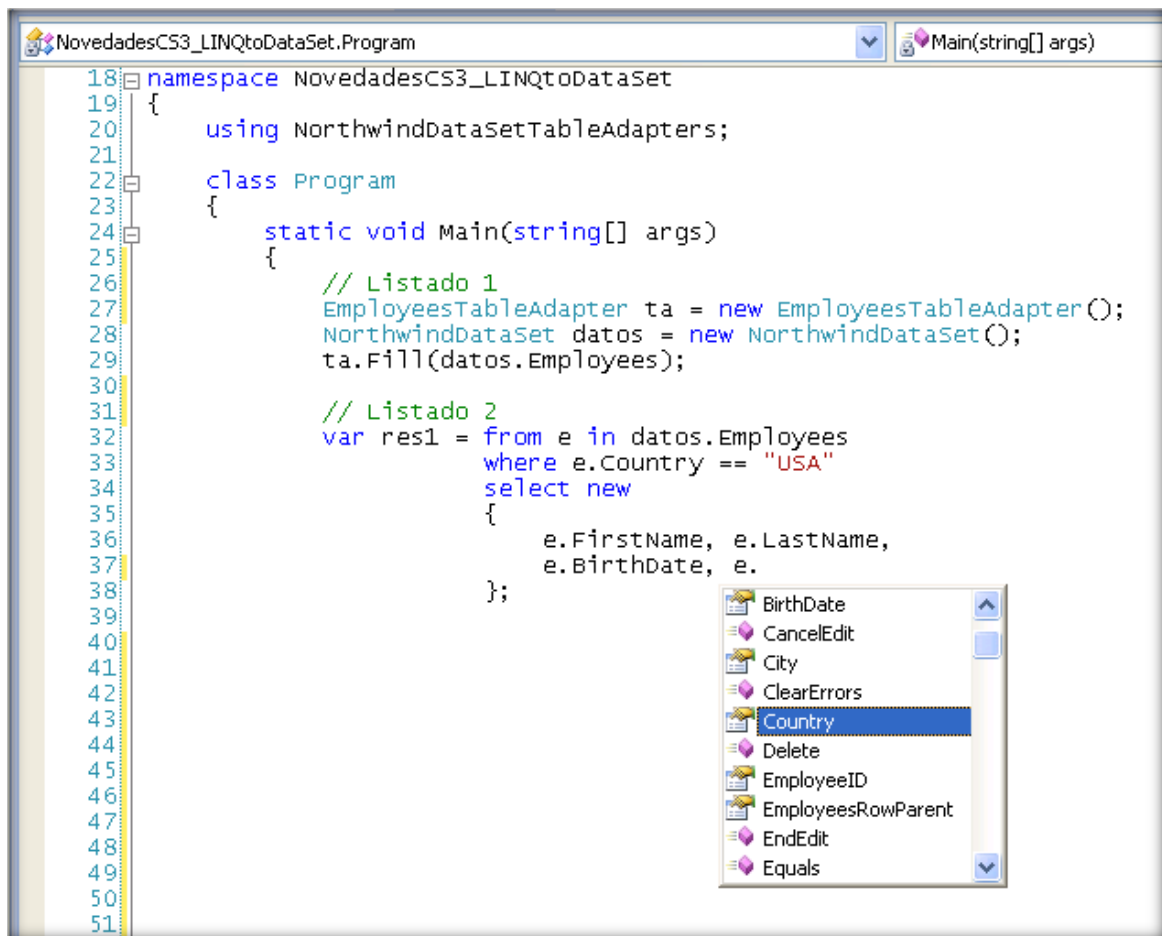 NovedadesCS3_LINQtoDataSet.Program
Main(string[] args)
18 namespace NovedadesCS3_LINQtoDataSet
19 {
20 using NorthwindDataSetTableAdapters;
21
22 class Program
23 {
24 static void Main(string[] args)
25 {
26 // Listado 1
27 EmployeesTableAdapter ta = new EmployeesTableAdapter();
28 NorthwindDataSet datos = new NorthwindDataSet();
29 ta.Fill(datos.Employees);
30
31 // Listado 2
32 var res1 = from e in datos.Employees
33 where e.Country == "USA"
34 select new
35 {
36 e.FirstName, e.LastName,
37 e.BirthDate, e.
38 };
39
40
41
42
43
44
45
46
47
48
49
50
51
BirthDate
CancelEdit
City
ClearErrors
Country
Delete
EmployeeID
EmployeesRowParent
EndEdit
Equals